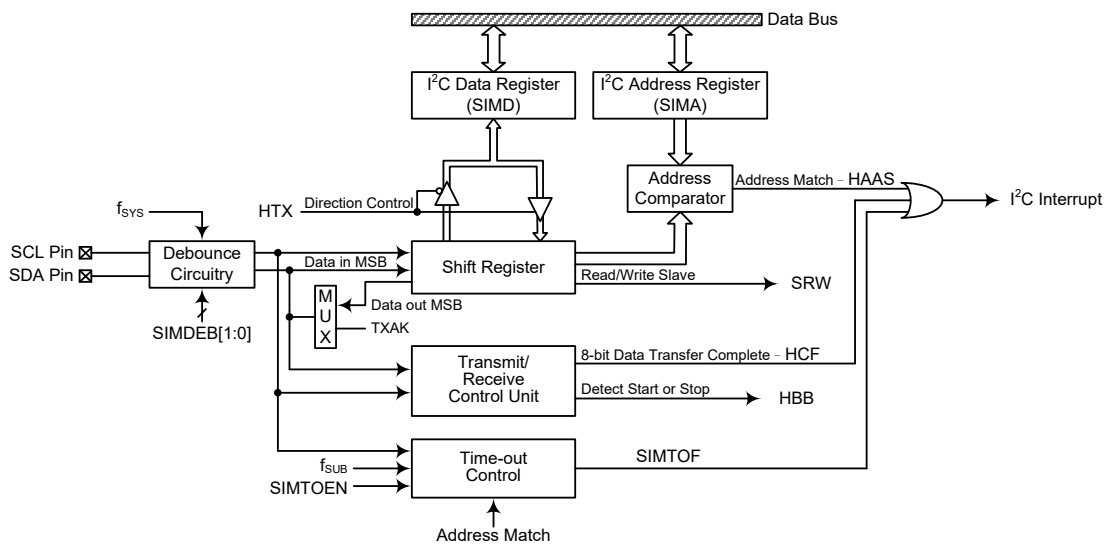 Data Bus
I²C Data Register
(SIMD)
I²C Address Register
(SIMA)
Address
Comparator
Address Match - HAAS
I²C Interrupt
HTX
Direction Control
fSYS
SCL Pin
SDA Pin
Debounce
Circuitry
SIMDEB[1:0]
Data in MSB
Shift Register
Read/Write Slave
SRW
M
U
X
Data out MSB
TXAK
Transmit/
Receive
Control Unit
8-bit Data Transfer Complete - HCF
Detect Start or Stop
HBB
Time-out
Control
fSUB
SIMTOEN
SIMTOF
Address Match